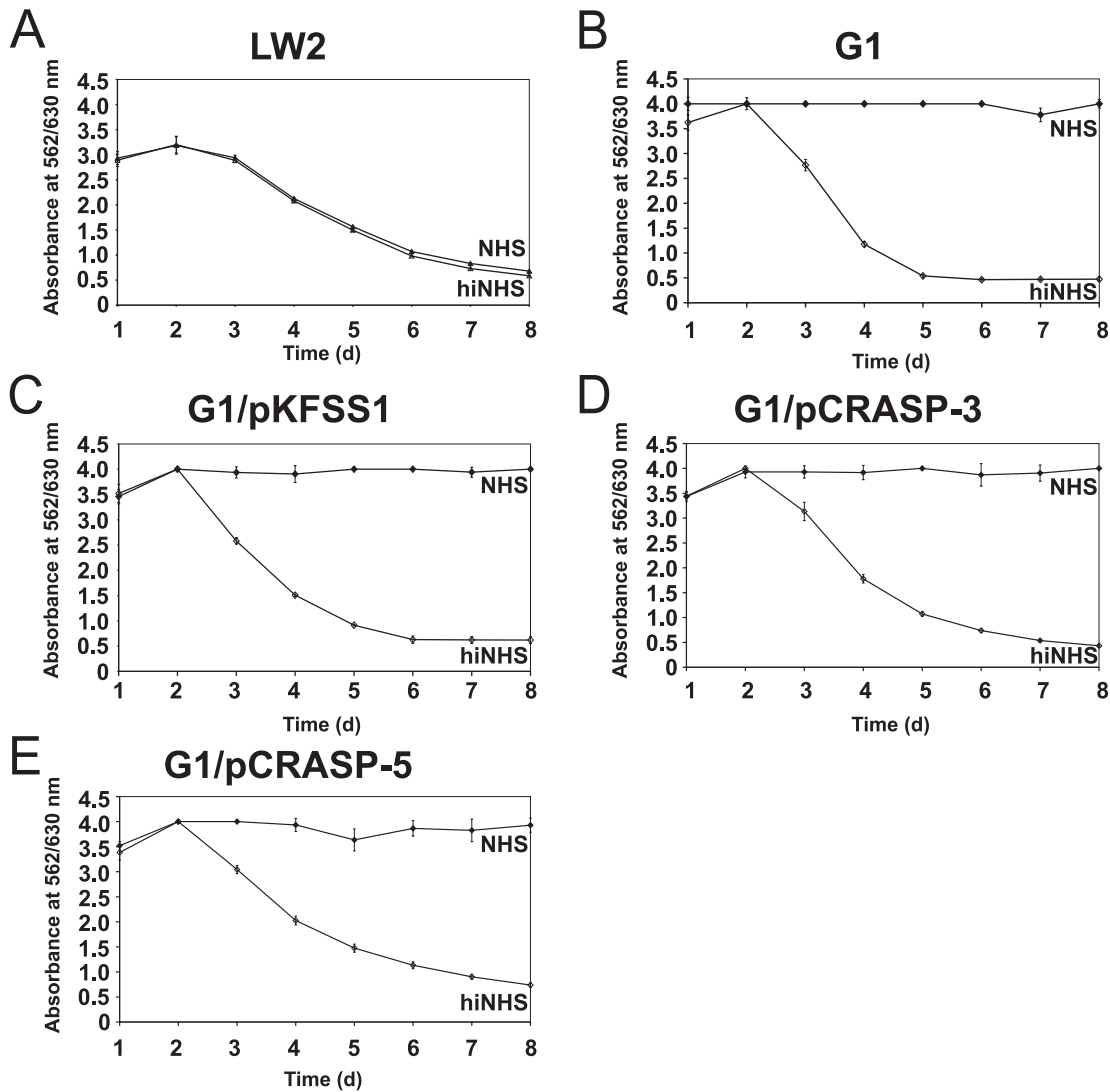 A
LW2
Absorbance at 562/630 nm
4.5
4.0
3.5
3.0
2.5
2.0
1.5
1.0
0.5
0
NHS
hiNHS
1 2 3 4 5 6 7 8
Time (d)
B
G1
Absorbance at 562/630 nm
4.5
4.0
3.5
3.0
2.5
2.0
1.5
1.0
0.5
0
NHS
hiNHS
1 2 3 4 5 6 7 8
Time (d)
C
G1/pKFSS1
Absorbance at 562/630 nm
4.5
4.0
3.5
3.0
2.5
2.0
1.5
1.0
0.5
0
NHS
hiNHS
1 2 3 4 5 6 7 8
Time (d)
D
G1/pCRASP-3
Absorbance at 562/630 nm
4.5
4.0
3.5
3.0
2.5
2.0
1.5
1.0
0.5
0
NHS
hiNHS
1 2 3 4 5 6 7 8
Time (d)
E
G1/pCRASP-5
Absorbance at 562/630 nm
4.5
4.0
3.5
3.0
2.5
2.0
1.5
1.0
0.5
0
NHS
hiNHS
1 2 3 4 5 6 7 8
Time (d)